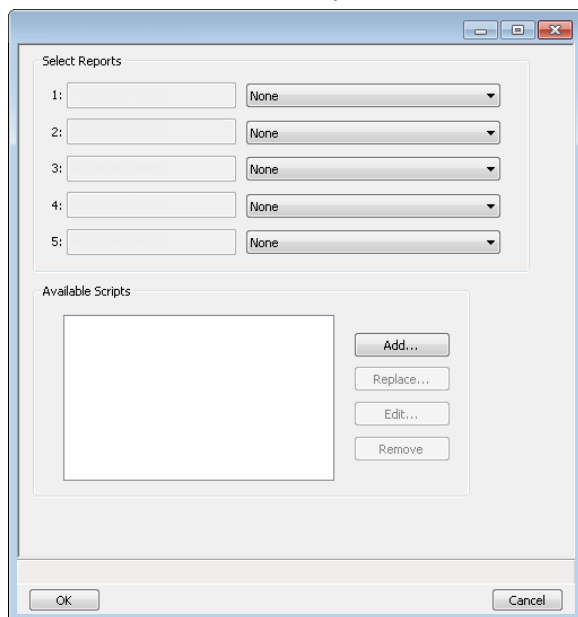 Select Reports
1: None
2: None
3: None
4: None
5: None
Available Scripts
Add...
Replace...
Edit...
Remove
OK Cancel